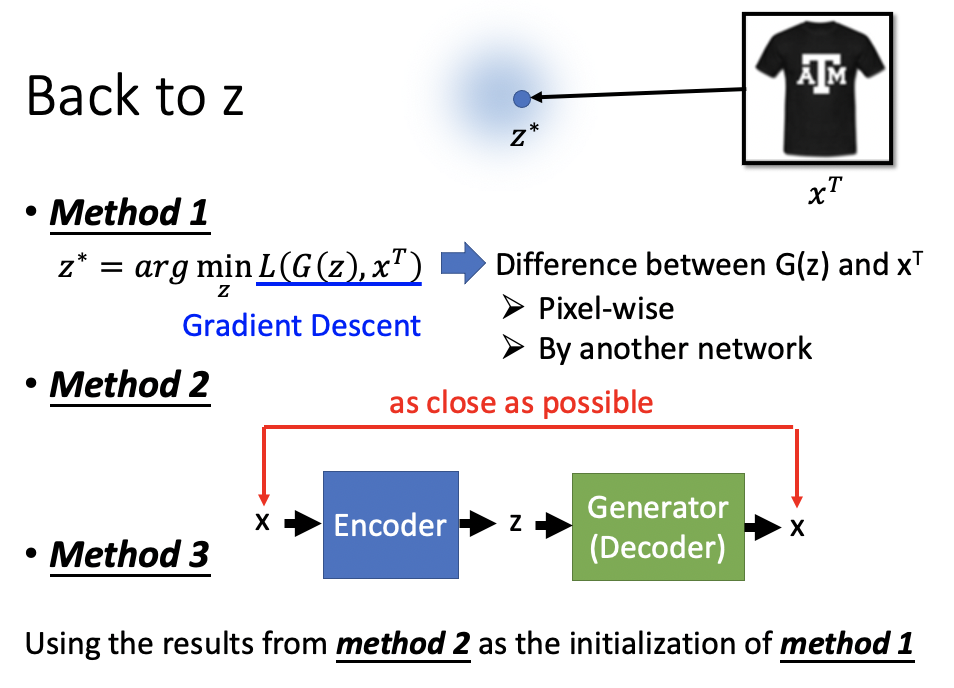 Back to z
ATM
z*
x^T
• Method 1
z* = arg min_z L(G(z), x^T)
Difference between G(z) and x^T
Gradient Descent
➢ Pixel-wise
➢ By another network
• Method 2
as close as possible
x
Encoder
z
Generator
(Decoder)
x
• Method 3
Using the results from method 2 as the initialization of method 1